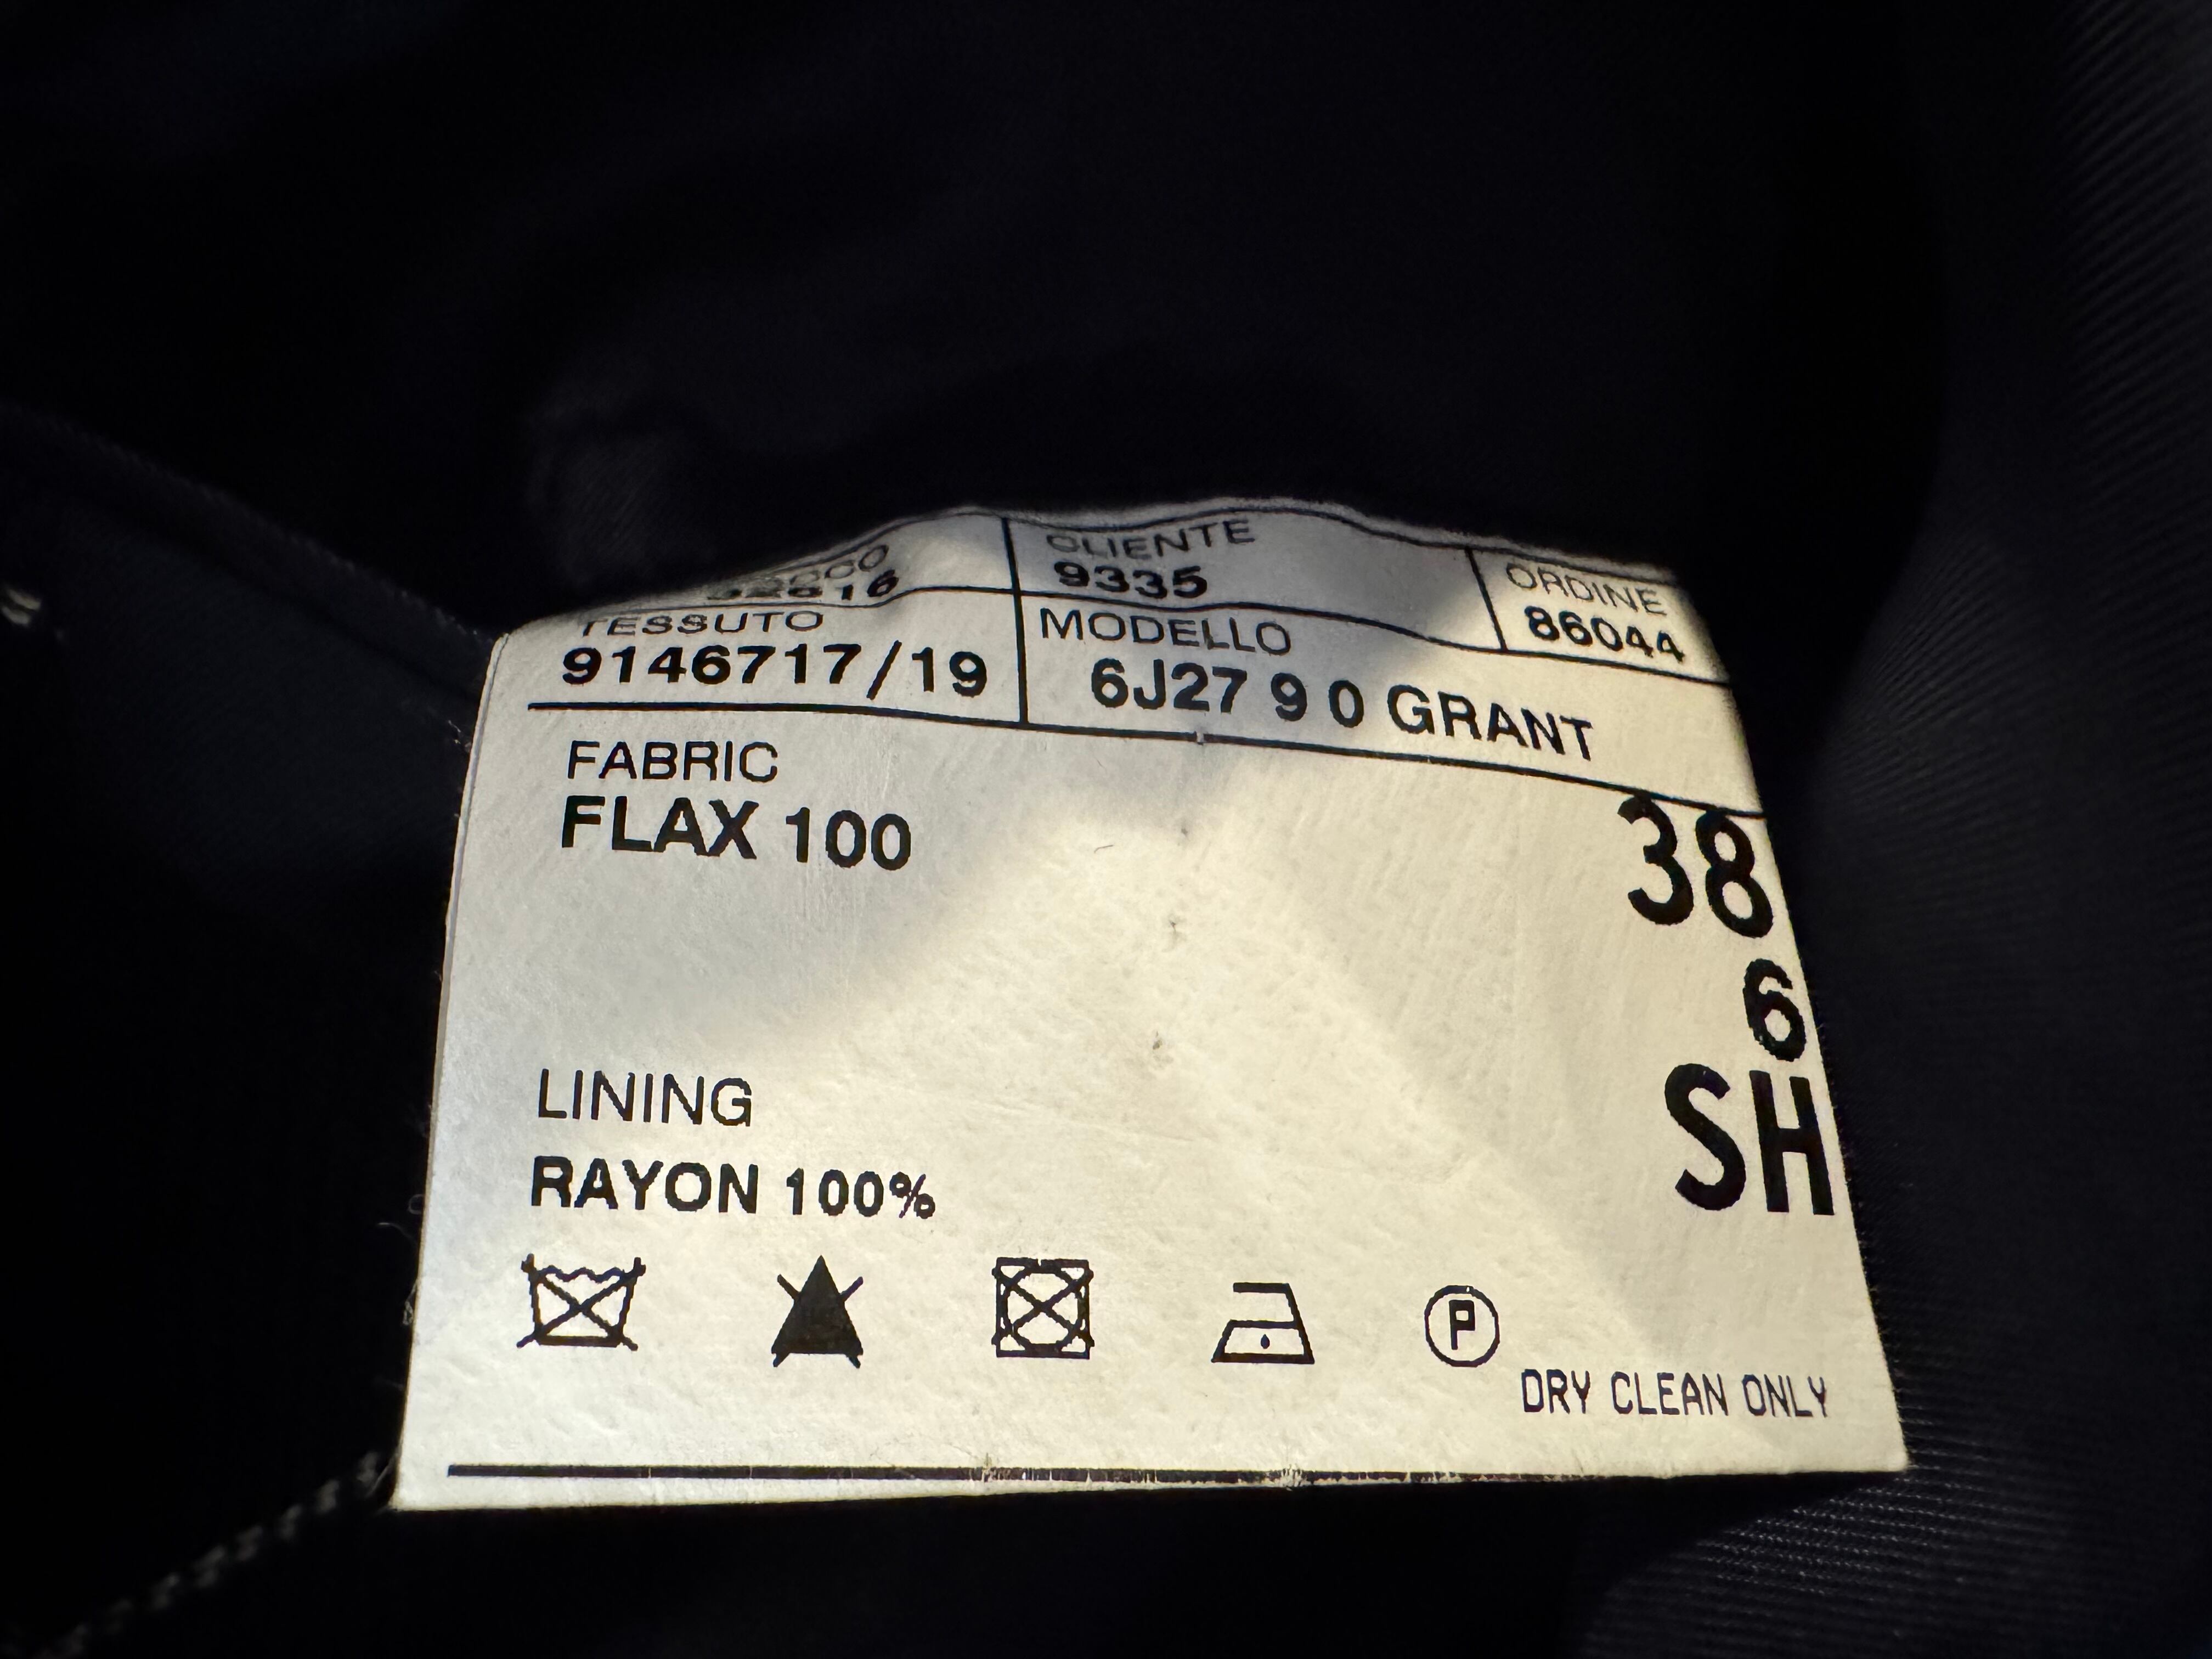 CLIENTE
ORDINE
9335
86044
TESSUTO
MODELLO
9146717/19
6J27 9 0 GRANT
FABRIC
FLAX 100
38
6
SH
LINING
RAYON 100%
P
DRY CLEAN ONLY